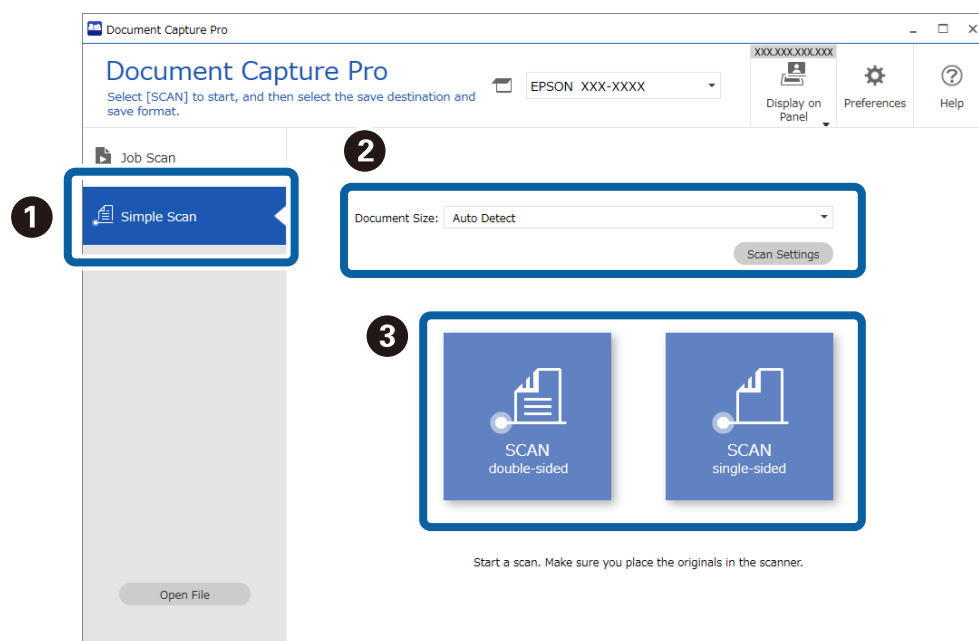 Document Capture Pro
Document Capture Pro
Select [SCAN] to start, and then select the save destination and
save format.
EPSON XXX-XXXX
XXX.XXX.XXX.XXX
Display on
Panel
Preferences
Help
Job Scan
1
Simple Scan
2
Document Size: Auto Detect
Scan Settings
3
SCAN
double-sided
SCAN
single-sided
Start a scan. Make sure you place the originals in the scanner.
Open File